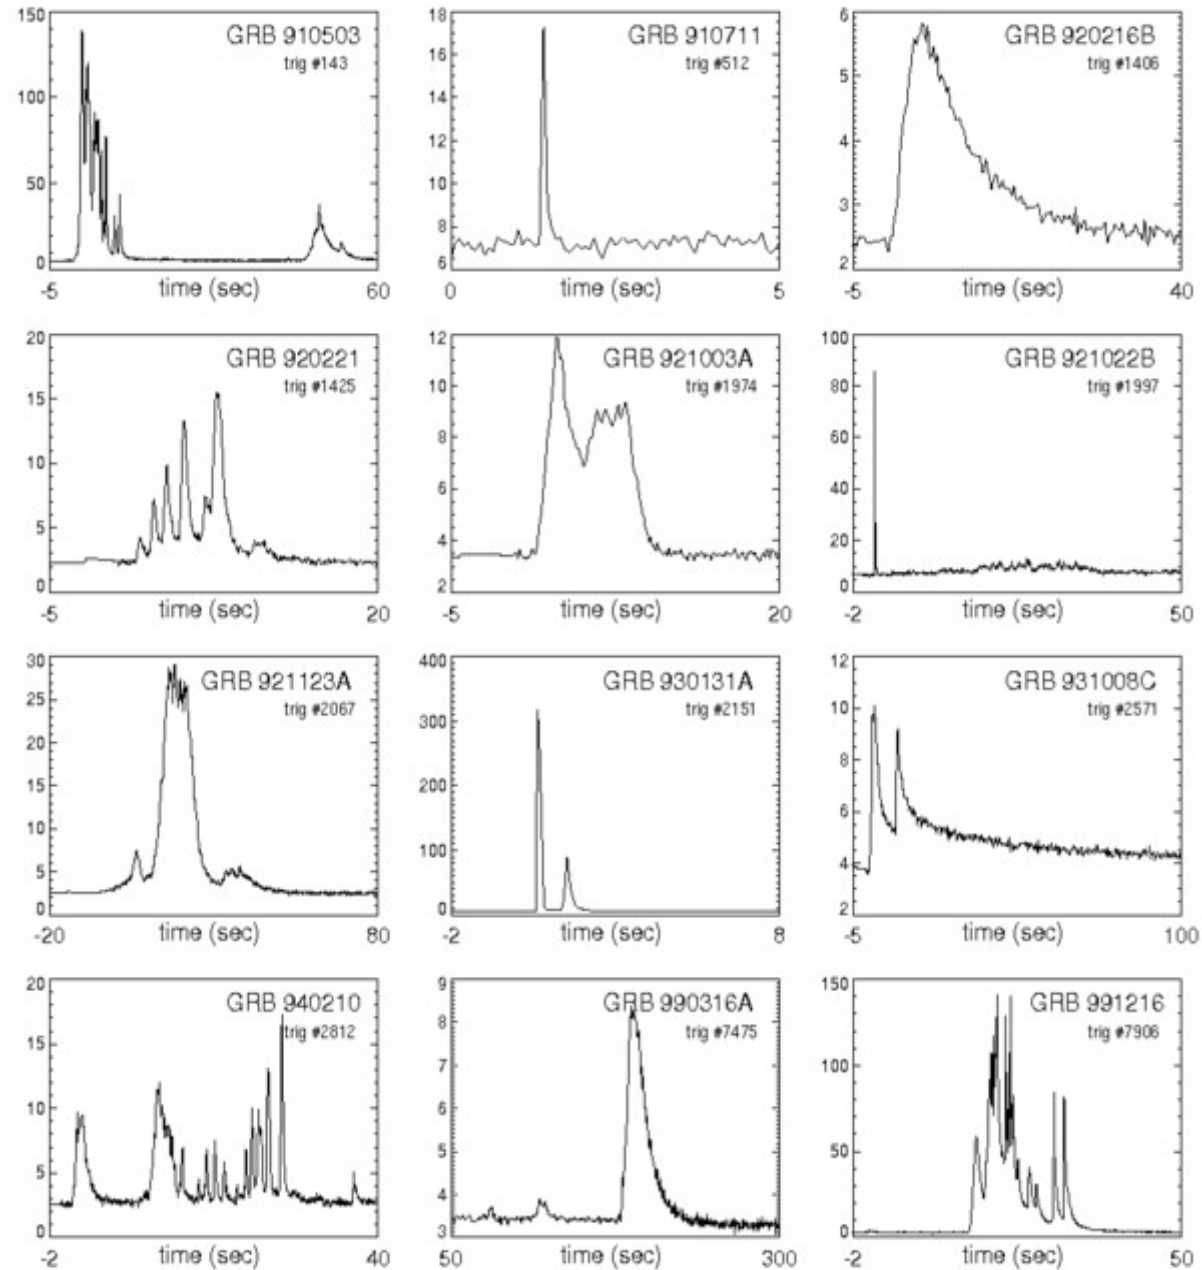 150
GRB 910503
trig #143
100
50
0
-5
time (sec)
60
18
GRB 910711
trig #512
16
14
12
10
8
6
0
time (sec)
5
6
GRB 920216B
trig #1406
5
4
3
2
-5
time (sec)
40
20
GRB 920221
trig #1425
15
10
5
0
-5
time (sec)
20
12
GRB 921003A
trig #1974
10
8
6
4
2
-5
time (sec)
20
100
GRB 921022B
trig #1997
80
60
40
20
0
-2
time (sec)
50
30
GRB 921123A
trig #2067
25
20
15
10
5
0
-20
time (sec)
80
400
GRB 930131A
trig #2151
300
200
100
0
-2
time (sec)
8
12
GRB 931008C
trig #2571
10
8
6
4
2
-5
time (sec)
100
20
GRB 940210
trig #2812
15
10
5
0
-2
time (sec)
40
9
GRB 990316A
trig #7475
8
7
6
5
4
3
50
time (sec)
300
150
GRB 991216
trig #7906
100
50
0
-2
time (sec)
50